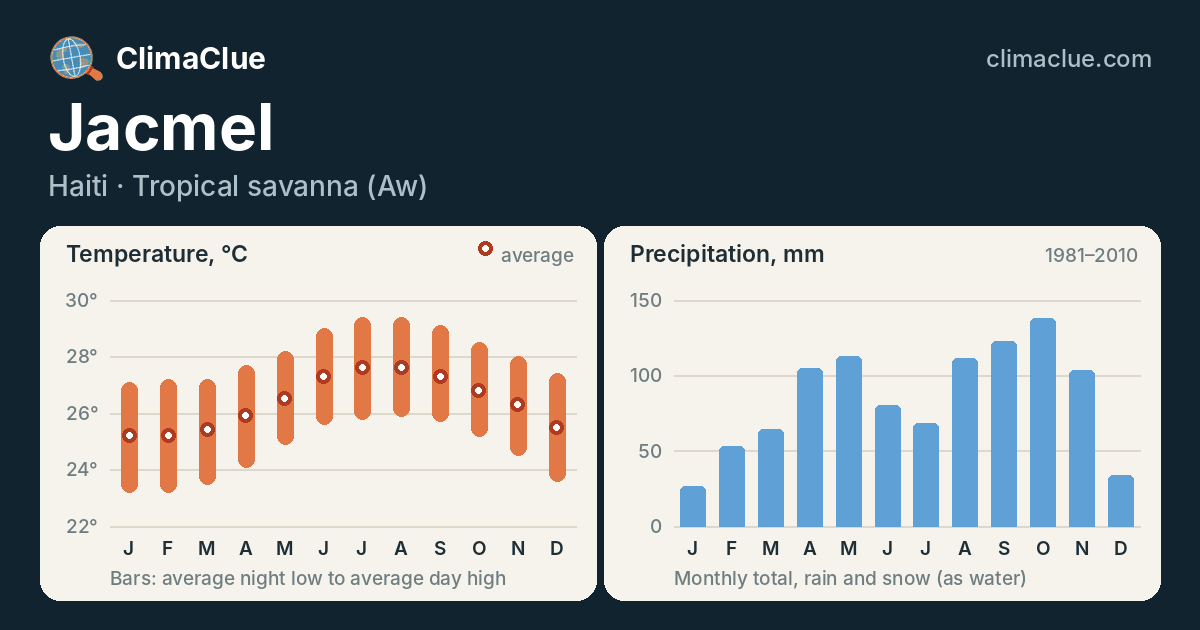 ClimaClue
climaclue.com
Jacmel
Haiti · Tropical savanna (Aw)
Temperature, °C
average
30°
28°
26°
24°
22°
J F M A M J J A S O N D
Bars: average night low to average day high
Precipitation, mm
1981–2010
150
100
50
0
J F M A M J J A S O N D
Monthly total, rain and snow (as water)